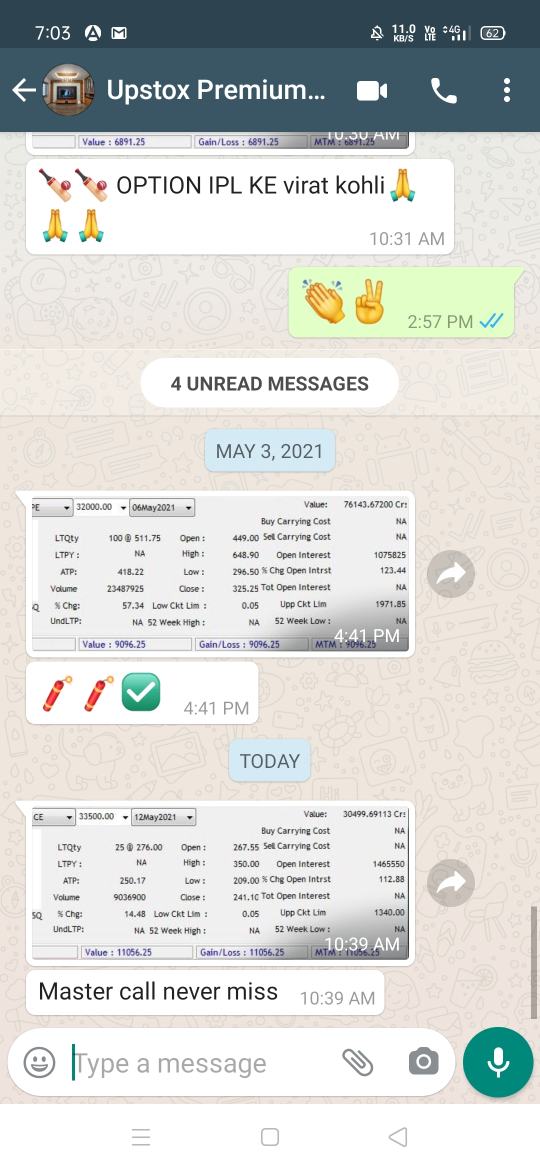 7:03
11.0 KB/S Vo LTE 4G 62
Upstox Premium...
Value : 6891.25 Gain/Loss : 6891.25 MTM : 6891.25
10:30 AM
OPTION IPL KE virat kohli
10:31 AM
2:57 PM
4 UNREAD MESSAGES
MAY 3, 2021
PE 32000.00 06May2021 Value: 76143.67200 Crs
Buy Carrying Cost NA
LTQty 100 @ 511.75 Open : 449.00 Sell Carrying Cost NA
LTPY : NA High : 648.90 Open Interest 1075825
ATP: 418.22 Low : 296.50 % Chg Open Intrst 123.44
Volume 23487925 Close : 325.25 Tot Open Interest NA
% Chg: 57.34 Low Ckt Lim : 0.05 Upp Ckt Lim 1971.85
UndLTP: NA 52 Week High : NA 52 Week Low : NA
4:41 PM
Value : 9096.25 Gain/Loss : 9096.25 MTM : 9096.25
4:41 PM
TODAY
CE 33500.00 12May2021 Value: 30499.69113 Crs
Buy Carrying Cost NA
LTQty 25 @ 276.00 Open : 267.55 Sell Carrying Cost NA
LTPY : NA High : 350.00 Open Interest 1465550
ATP: 250.17 Low : 209.00 % Chg Open Intrst 112.88
Volume 9036900 Close : 241.10 Tot Open Interest NA
SQ % Chg: 14.48 Low Ckt Lim : 0.05 Upp Ckt Lim 1340.00
UndLTP: NA 52 Week High : NA 52 Week Low : NA
10:39 AM
Value : 11056.25 Gain/Loss : 11056.25 MTM : 11056.25
Master call never miss 10:39 AM
Type a message